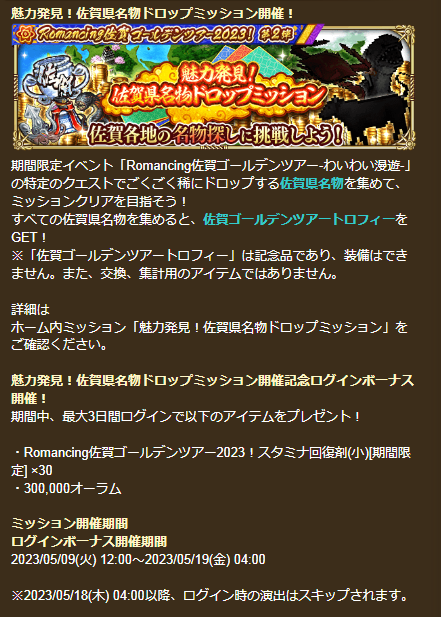 魅力発見！佐賀県名物ドロップミッション開催！
Romancing佐賀ゴールデンツアー2023! 第2弾
魅力発見!
佐賀県名物ドロップミッション
佐賀各地の名物探しに挑戦しよう!
期間限定イベント「Romancing佐賀ゴールデンツアー-わいわい漫遊-」
の特定のクエストでごくごく稀にドロップする佐賀県名物を集めて、
ミッションクリアを目指そう！
すべての佐賀県名物を集めると、佐賀ゴールデンツアートロフィーを
GET！
※「佐賀ゴールデンツアートロフィー」は記念品であり、装備はでき
ません。また、交換、集計用のアイテムではありません。
詳細は
ホーム内ミッション「魅力発見！佐賀県名物ドロップミッション」を
ご確認ください。
魅力発見！佐賀県名物ドロップミッション開催記念ログインボーナス
開催！
期間中、最大3日間ログインで以下のアイテムをプレゼント！
・Romancing佐賀ゴールデンツアー2023！スタミナ回復剤(小)[期間限
定] ×30
・300,000オーラム
ミッション開催期間
ログインボーナス開催期間
2023/05/09(火) 12:00～2023/05/19(金) 04:00
※2023/05/18(木) 04:00以降、ログイン時の演出はスキップされます。